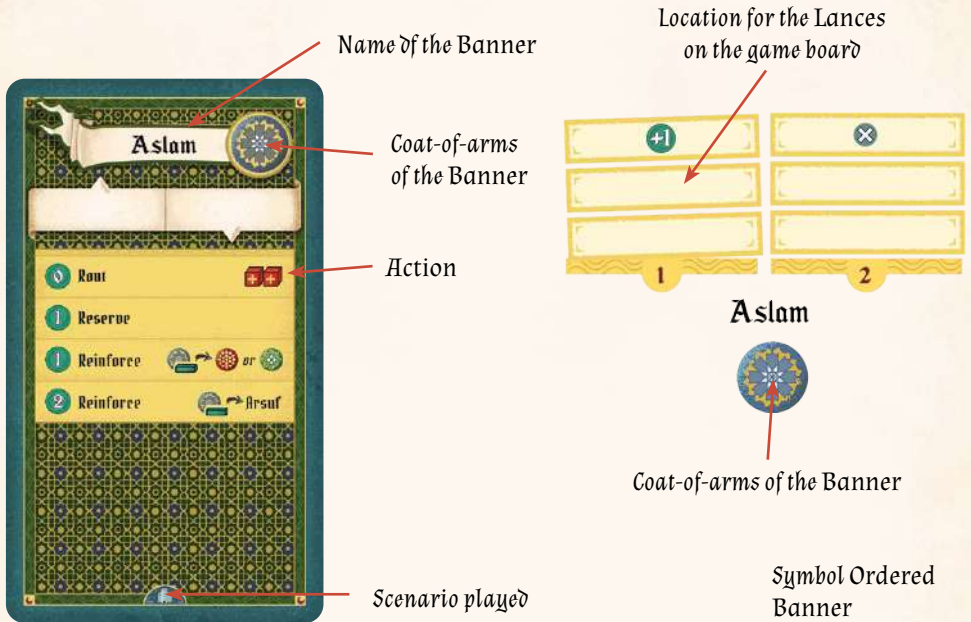 Location for the Lances
on the game board
Name of the Banner
Aslam
Coat-of-arms
of the Banner
+1
Action
0 Rout
1 Reserve
1 Reinforce or
2 Reinforce Arsuf
1
2
Aslam
Coat-of-arms of the Banner
Scenario played
Symbol Ordered
Banner